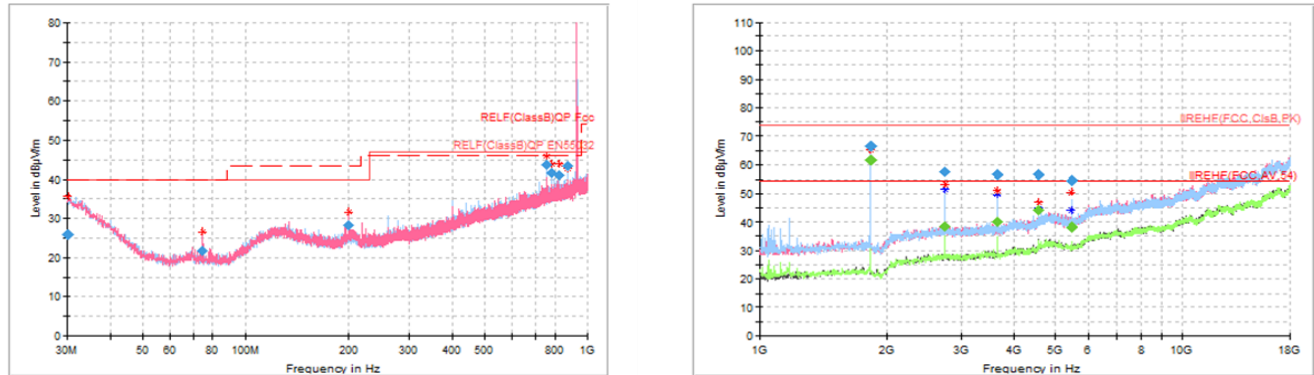 Level in dBµV/m
80
70
60
50
40
30
20
10
0
RELF(ClassB)QP Fcc
RELF(ClassB)QP EN55032
30M 50 60 80 100M 200 300 400 500 800 1G
Frequency in Hz
Level in dBµV/m
110
100
90
80
70
60
50
40
30
20
10
0
REHF(FCC,ClsB,PK)
REHF(FCC,AV,54)
1G 2G 3G 4G 5G 6 8 10G 18G
Frequency in Hz